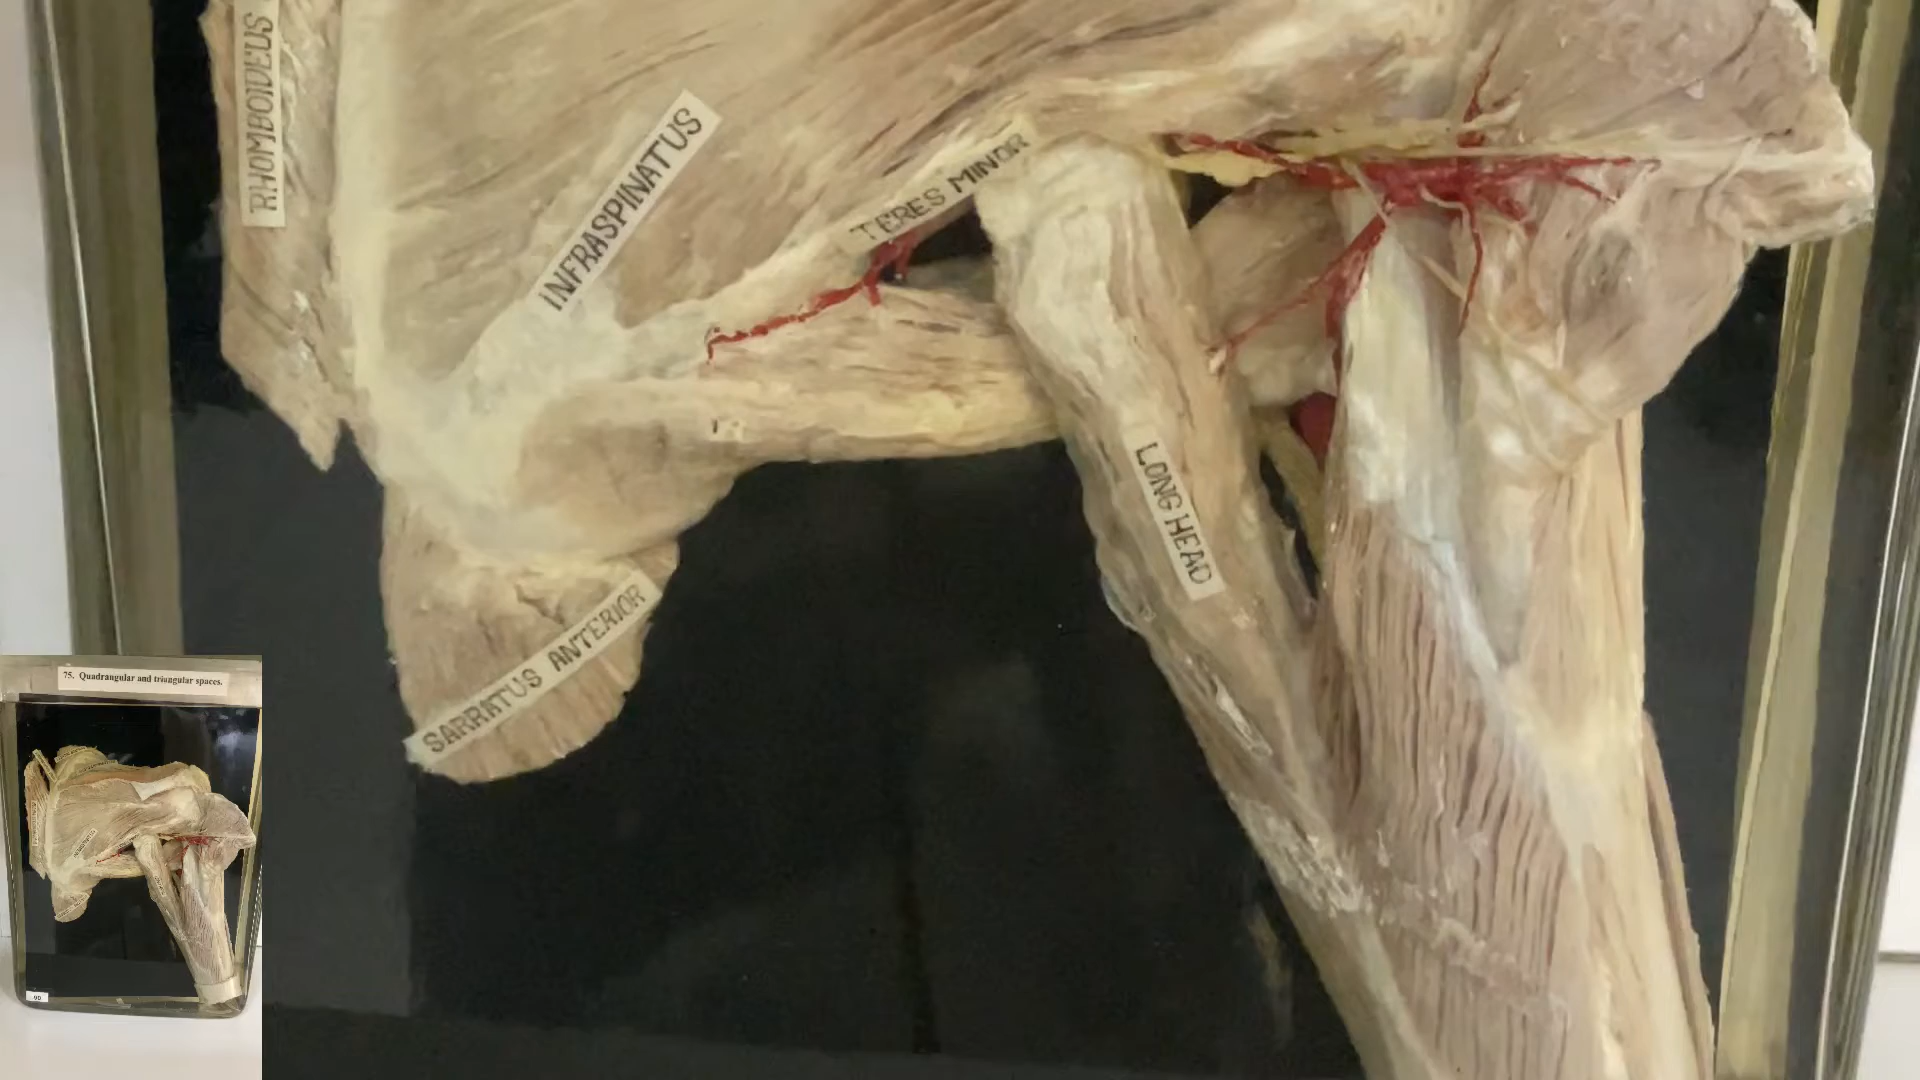 RHOMBOIDEUS
INFRASPINATUS
TERES MINOR
LONG HEAD
SARRATUS ANTERIOR
75. Quadrangular and triangular spaces.